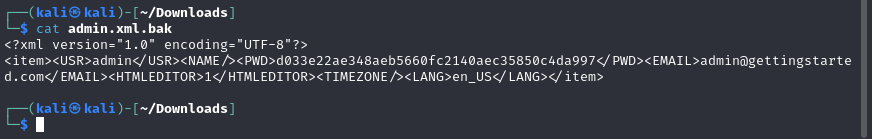 ┌──(kali㉿kali)-[~/Downloads]
└─$ cat admin.xml.bak
<?xml version="1.0" encoding="UTF-8"?>
<item><USR>admin</USR><NAME/><PWD>d033e22ae348aeb5660fc2140aec35850c4da997</PWD><EMAIL>admin@gettingstarte
d.com</EMAIL><HTMLEDITOR>1</HTMLEDITOR><TIMEZONE/><LANG>en_US</LANG></item>
┌──(kali㉿kali)-[~/Downloads]
└─$